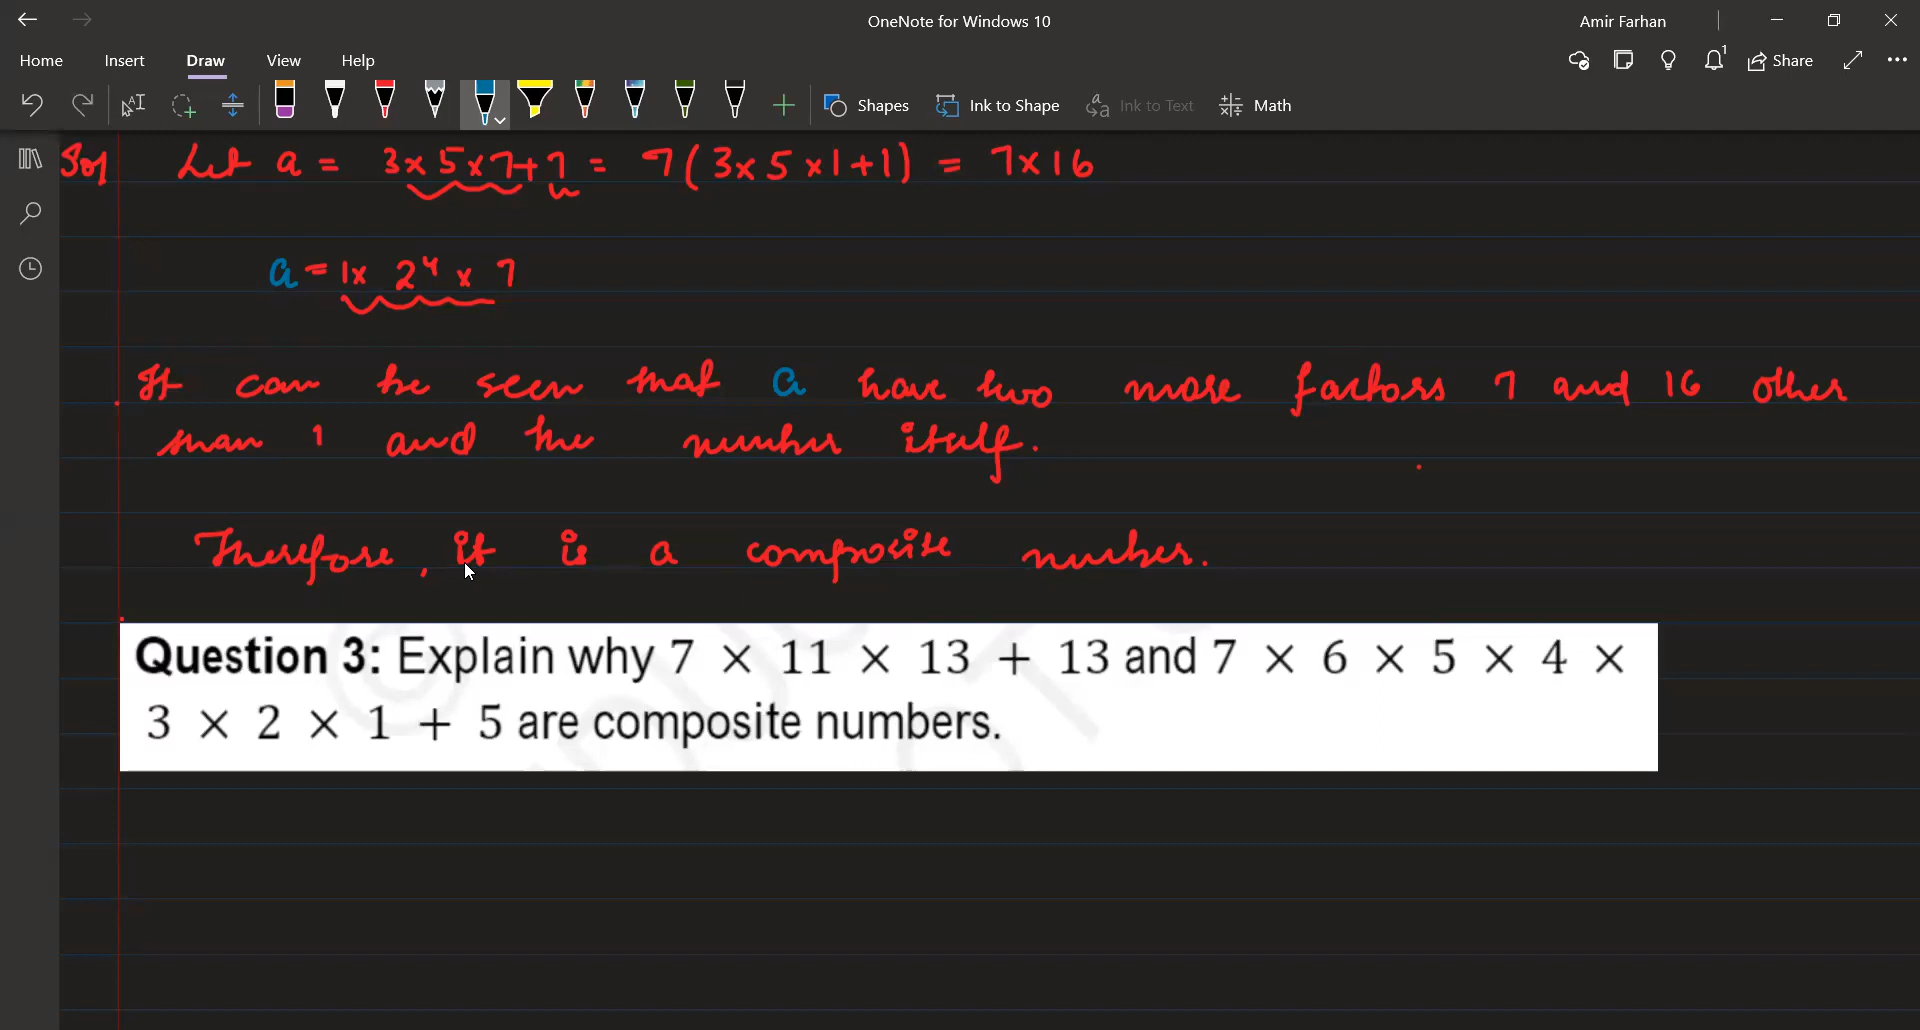 OneNote for Windows 10
Amir Farhan
Home Insert Draw View Help
1 Share
Shapes Ink to Shape Ink to Text Math
Sol Let a = 3×5×7+7 = 7(3×5×1+1) = 7×16
a = 1× 2⁴ × 7
It can be seen that a have two more factors 7 and 16 other
than 1 and the number itself.
Therefore, it is a composite number.
Question 3: Explain why 7 × 11 × 13 + 13 and 7 × 6 × 5 × 4 ×
3 × 2 × 1 + 5 are composite numbers.